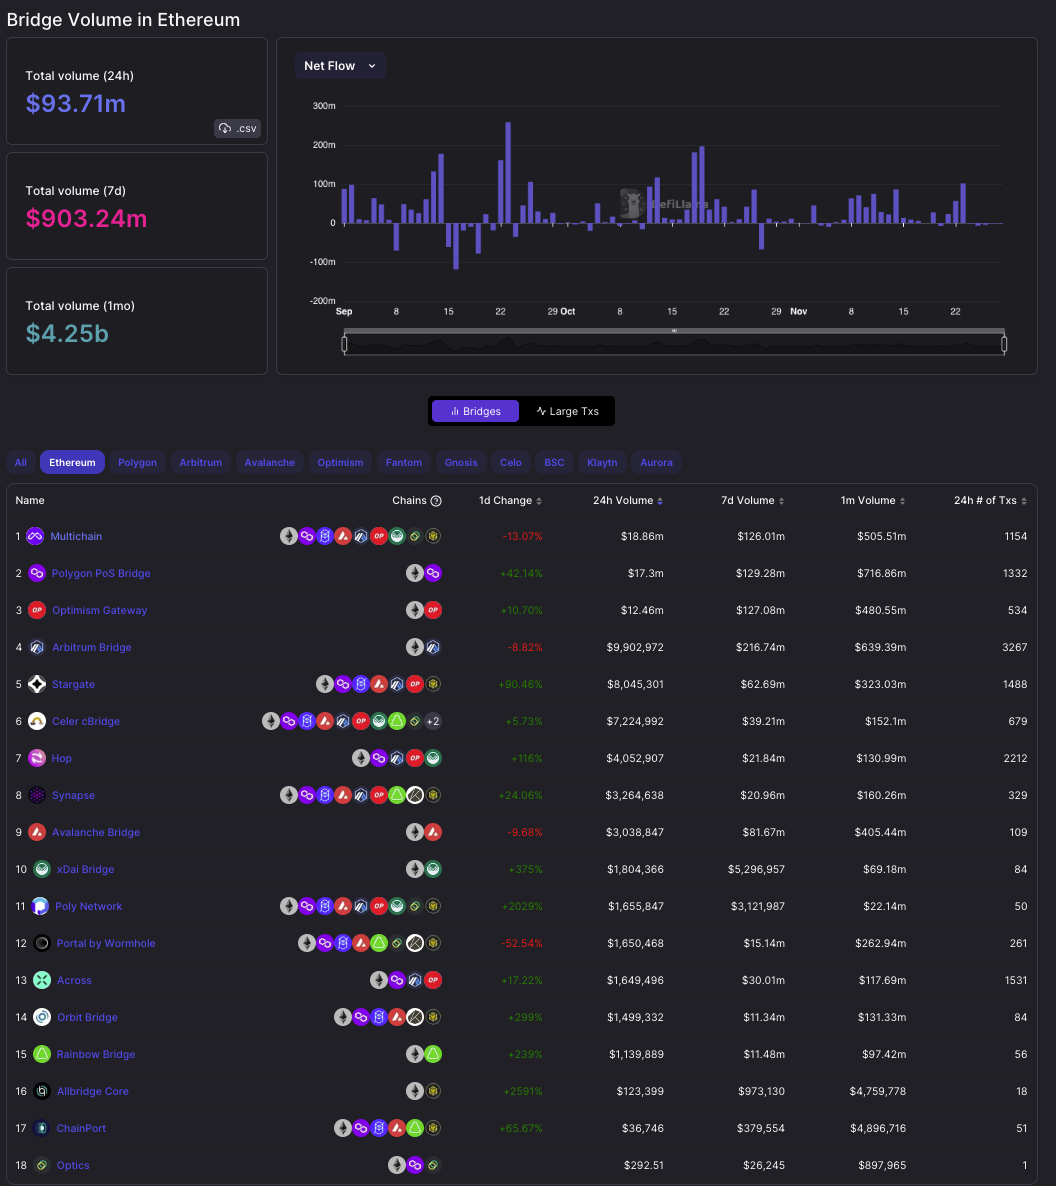 Bridge Volume in Ethereum
Total volume (24h)
$93.71m
.csv
Total volume (7d)
$903.24m
Total volume (1mo)
$4.25b
Net Flow
300m
200m
100m
0
-100m
-200m
DefiLlama
Sep 8 15 22 29 Oct 8 15 22 29 Nov 8 15 22
Bridges Large Txs
All Ethereum Polygon Arbitrum Avalanche Optimism Fantom Gnosis Celo BSC Klaytn Aurora
Name Chains ? 1d Change 24h Volume 7d Volume 1m Volume 24h # of Txs
1 Multichain OP -13.07% $18.86m $126.01m $505.51m 1154
2 Polygon PoS Bridge +42.14% $17.3m $129.28m $716.86m 1332
3 OP Optimism Gateway OP +10.70% $12.46m $127.08m $480.55m 534
4 Arbitrum Bridge -8.82% $9,902,972 $216.74m $639.39m 3267
5 Stargate OP +90.46% $8,045,301 $62.69m $323.03m 1488
6 Celer cBridge OP +2 +5.73% $7,224,992 $39.21m $152.1m 679
7 Hop OP +116% $4,052,907 $21.84m $130.99m 2212
8 Synapse OP +24.06% $3,264,638 $20.96m $160.26m 329
9 Avalanche Bridge -9.68% $3,038,847 $81.67m $405.44m 109
10 xDai Bridge +375% $1,804,366 $5,296,957 $69.18m 84
11 Poly Network OP +2029% $1,655,847 $3,121,987 $22.14m 50
12 Portal by Wormhole -52.54% $1,650,468 $15.14m $262.94m 261
13 Across OP +17.22% $1,649,496 $30.01m $117.69m 1531
14 Orbit Bridge +299% $1,499,332 $11.34m $131.33m 84
15 Rainbow Bridge +239% $1,139,889 $11.48m $97.42m 56
16 Allbridge Core +2591% $123,399 $973,130 $4,759,778 18
17 ChainPort +65.67% $36,746 $379,554 $4,896,716 51
18 Optics $292.51 $26,245 $897,965 1